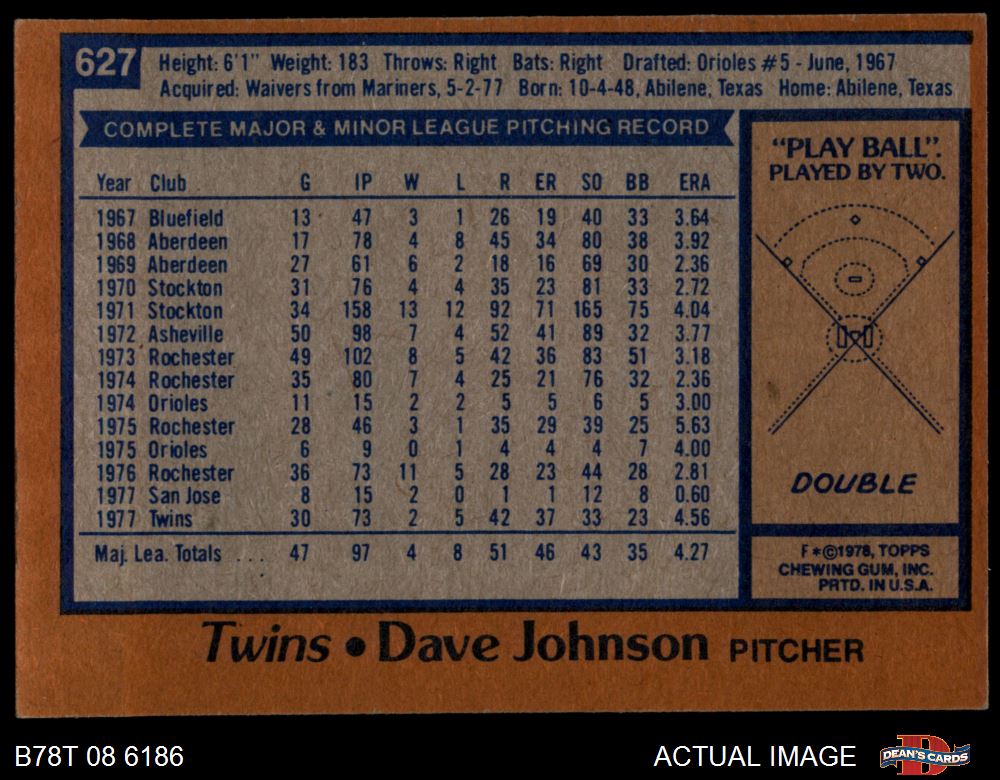 627
Height: 6'1" Weight: 183 Throws: Right Bats: Right Drafted: Orioles #5 - June, 1967
Acquired: Waivers from Mariners, 5-2-77 Born: 10-4-48, Abilene, Texas Home: Abilene, Texas
COMPLETE MAJOR & MINOR LEAGUE PITCHING RECORD
Year Club G IP W L R ER SO BB ERA
1967 Bluefield 13 47 3 1 26 19 40 33 3.64
1968 Aberdeen 17 78 4 8 45 34 80 38 3.92
1969 Aberdeen 27 61 6 2 18 16 69 30 2.36
1970 Stockton 31 76 4 4 35 23 81 33 2.72
1971 Stockton 34 158 13 12 92 71 165 75 4.04
1972 Asheville 50 98 7 4 52 41 89 32 3.77
1973 Rochester 49 102 8 5 42 36 83 51 3.18
1974 Rochester 35 80 7 4 25 21 76 32 2.36
1974 Orioles 11 15 2 2 5 5 6 5 3.00
1975 Rochester 28 46 3 1 35 29 39 25 5.63
1975 Orioles 6 9 0 1 4 4 4 7 4.00
1976 Rochester 36 73 11 5 28 23 44 28 2.81
1977 San Jose 8 15 2 0 1 1 12 8 0.60
1977 Twins 30 73 2 5 42 37 33 23 4.56
Maj. Lea. Totals ... 47 97 4 8 51 46 43 35 4.27
"PLAY BALL".
PLAYED BY TWO.
DOUBLE
F*©1978, TOPPS
CHEWING GUM, INC.
PRTD. IN U.S.A.
Twins • Dave Johnson PITCHER
B78T 08 6186
ACTUAL IMAGE
D
DEAN'S CARDS